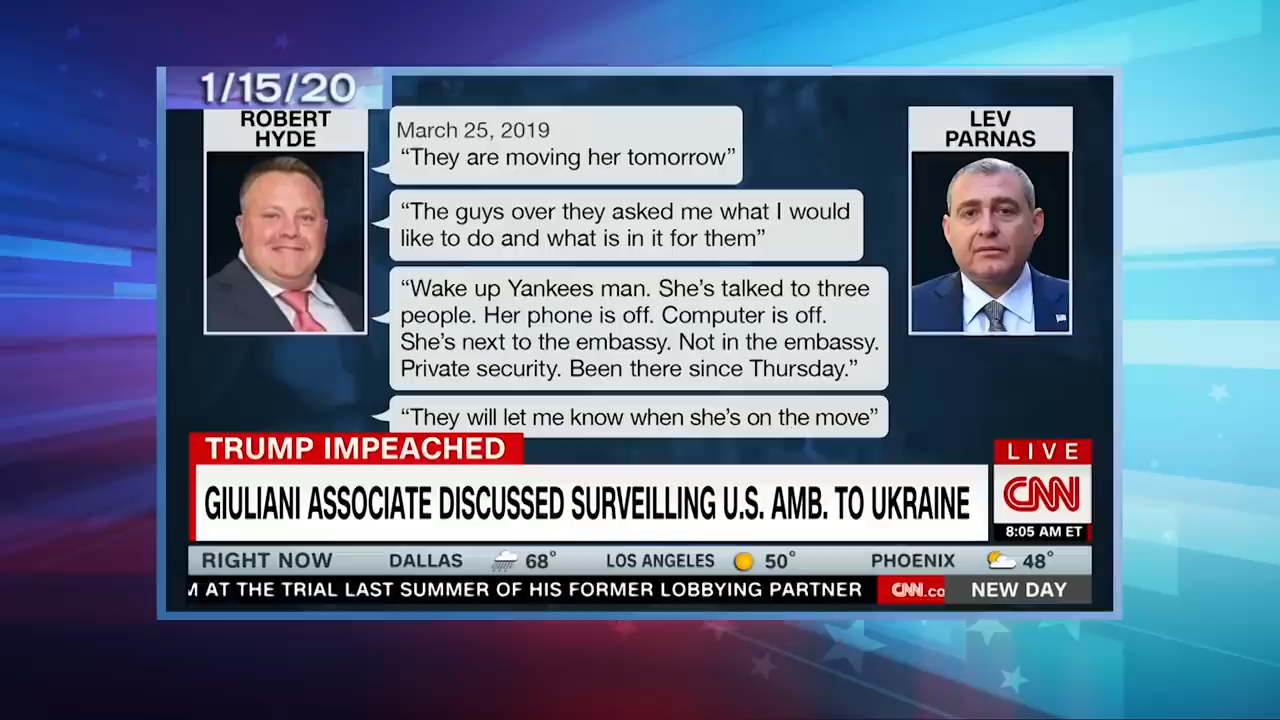 1/15/20
ROBERT
HYDE
March 25, 2019
“They are moving her tomorrow”
“The guys over they asked me what I would
like to do and what is in it for them”
“Wake up Yankees man. She’s talked to three
people. Her phone is off. Computer is off.
She’s next to the embassy. Not in the embassy.
Private security. Been there since Thursday.”
“They will let me know when she’s on the move”
LEV
PARNAS
TRUMP IMPEACHED
GIULIANI ASSOCIATE DISCUSSED SURVEILLING U.S. AMB. TO UKRAINE
LIVE
CNN
8:05 AM ET
RIGHT NOW DALLAS 68° LOS ANGELES 50° PHOENIX 48°
M AT THE TRIAL LAST SUMMER OF HIS FORMER LOBBYING PARTNER CNN.co NEW DAY